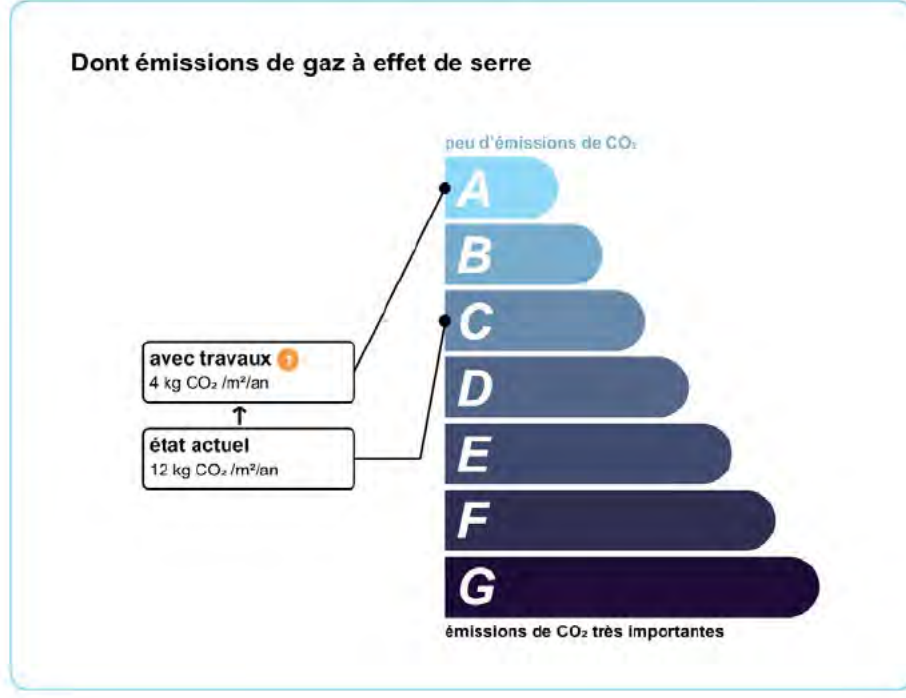 Dont émissions de gaz à effet de serre
peu d'émissions de CO₂
A
B
C
avec travaux 1
4 kg CO₂ /m²/an
D
↑
état actuel
12 kg CO₂ /m²/an
E
F
G
émissions de CO₂ très importantes